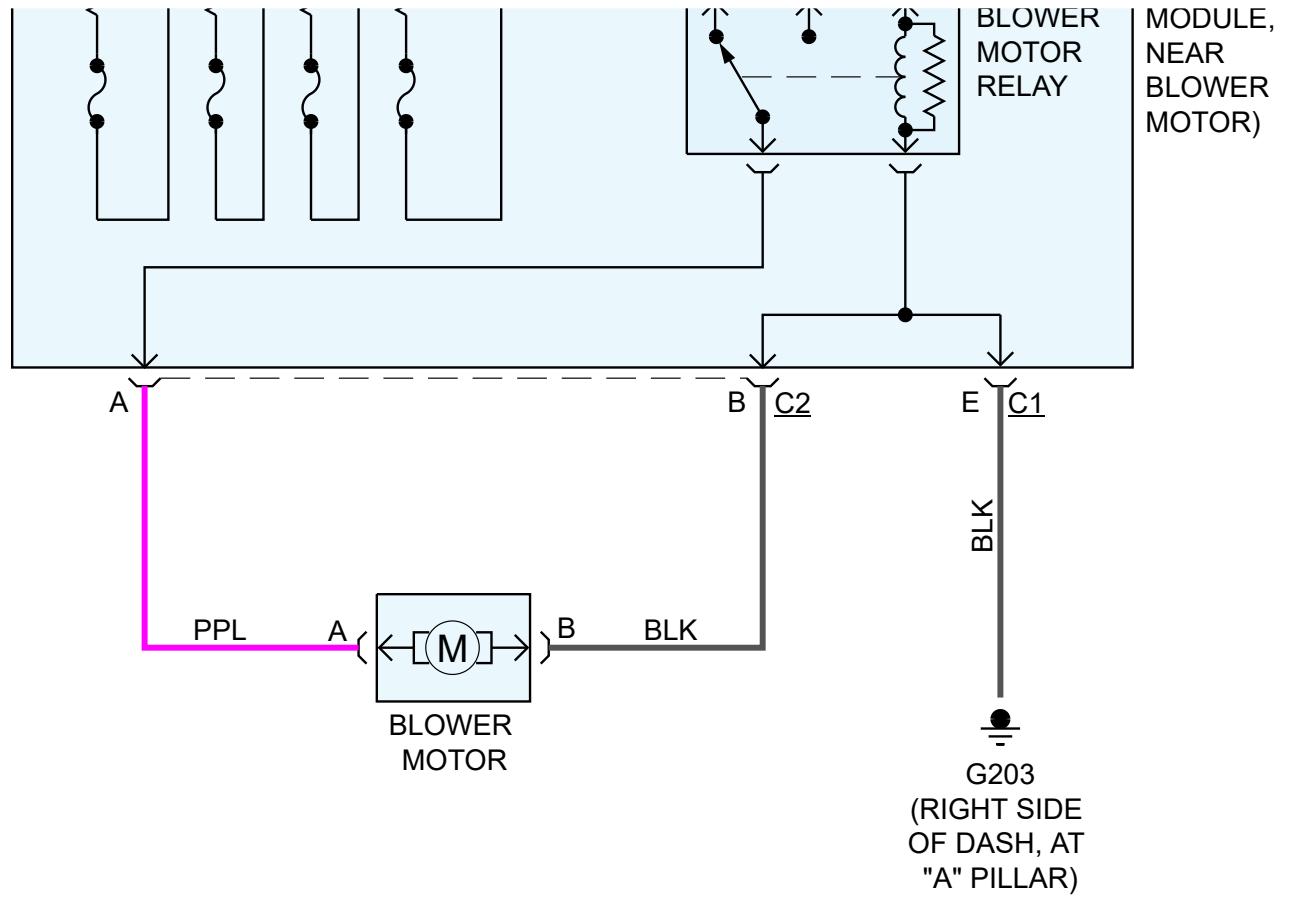 BLOWER
MOTOR
RELAY
MODULE,
NEAR
BLOWER
MOTOR)
A
B C2
E C1
BLK
PPL
A
M
B
BLK
BLOWER
MOTOR
G203
(RIGHT SIDE
OF DASH, AT
"A" PILLAR)